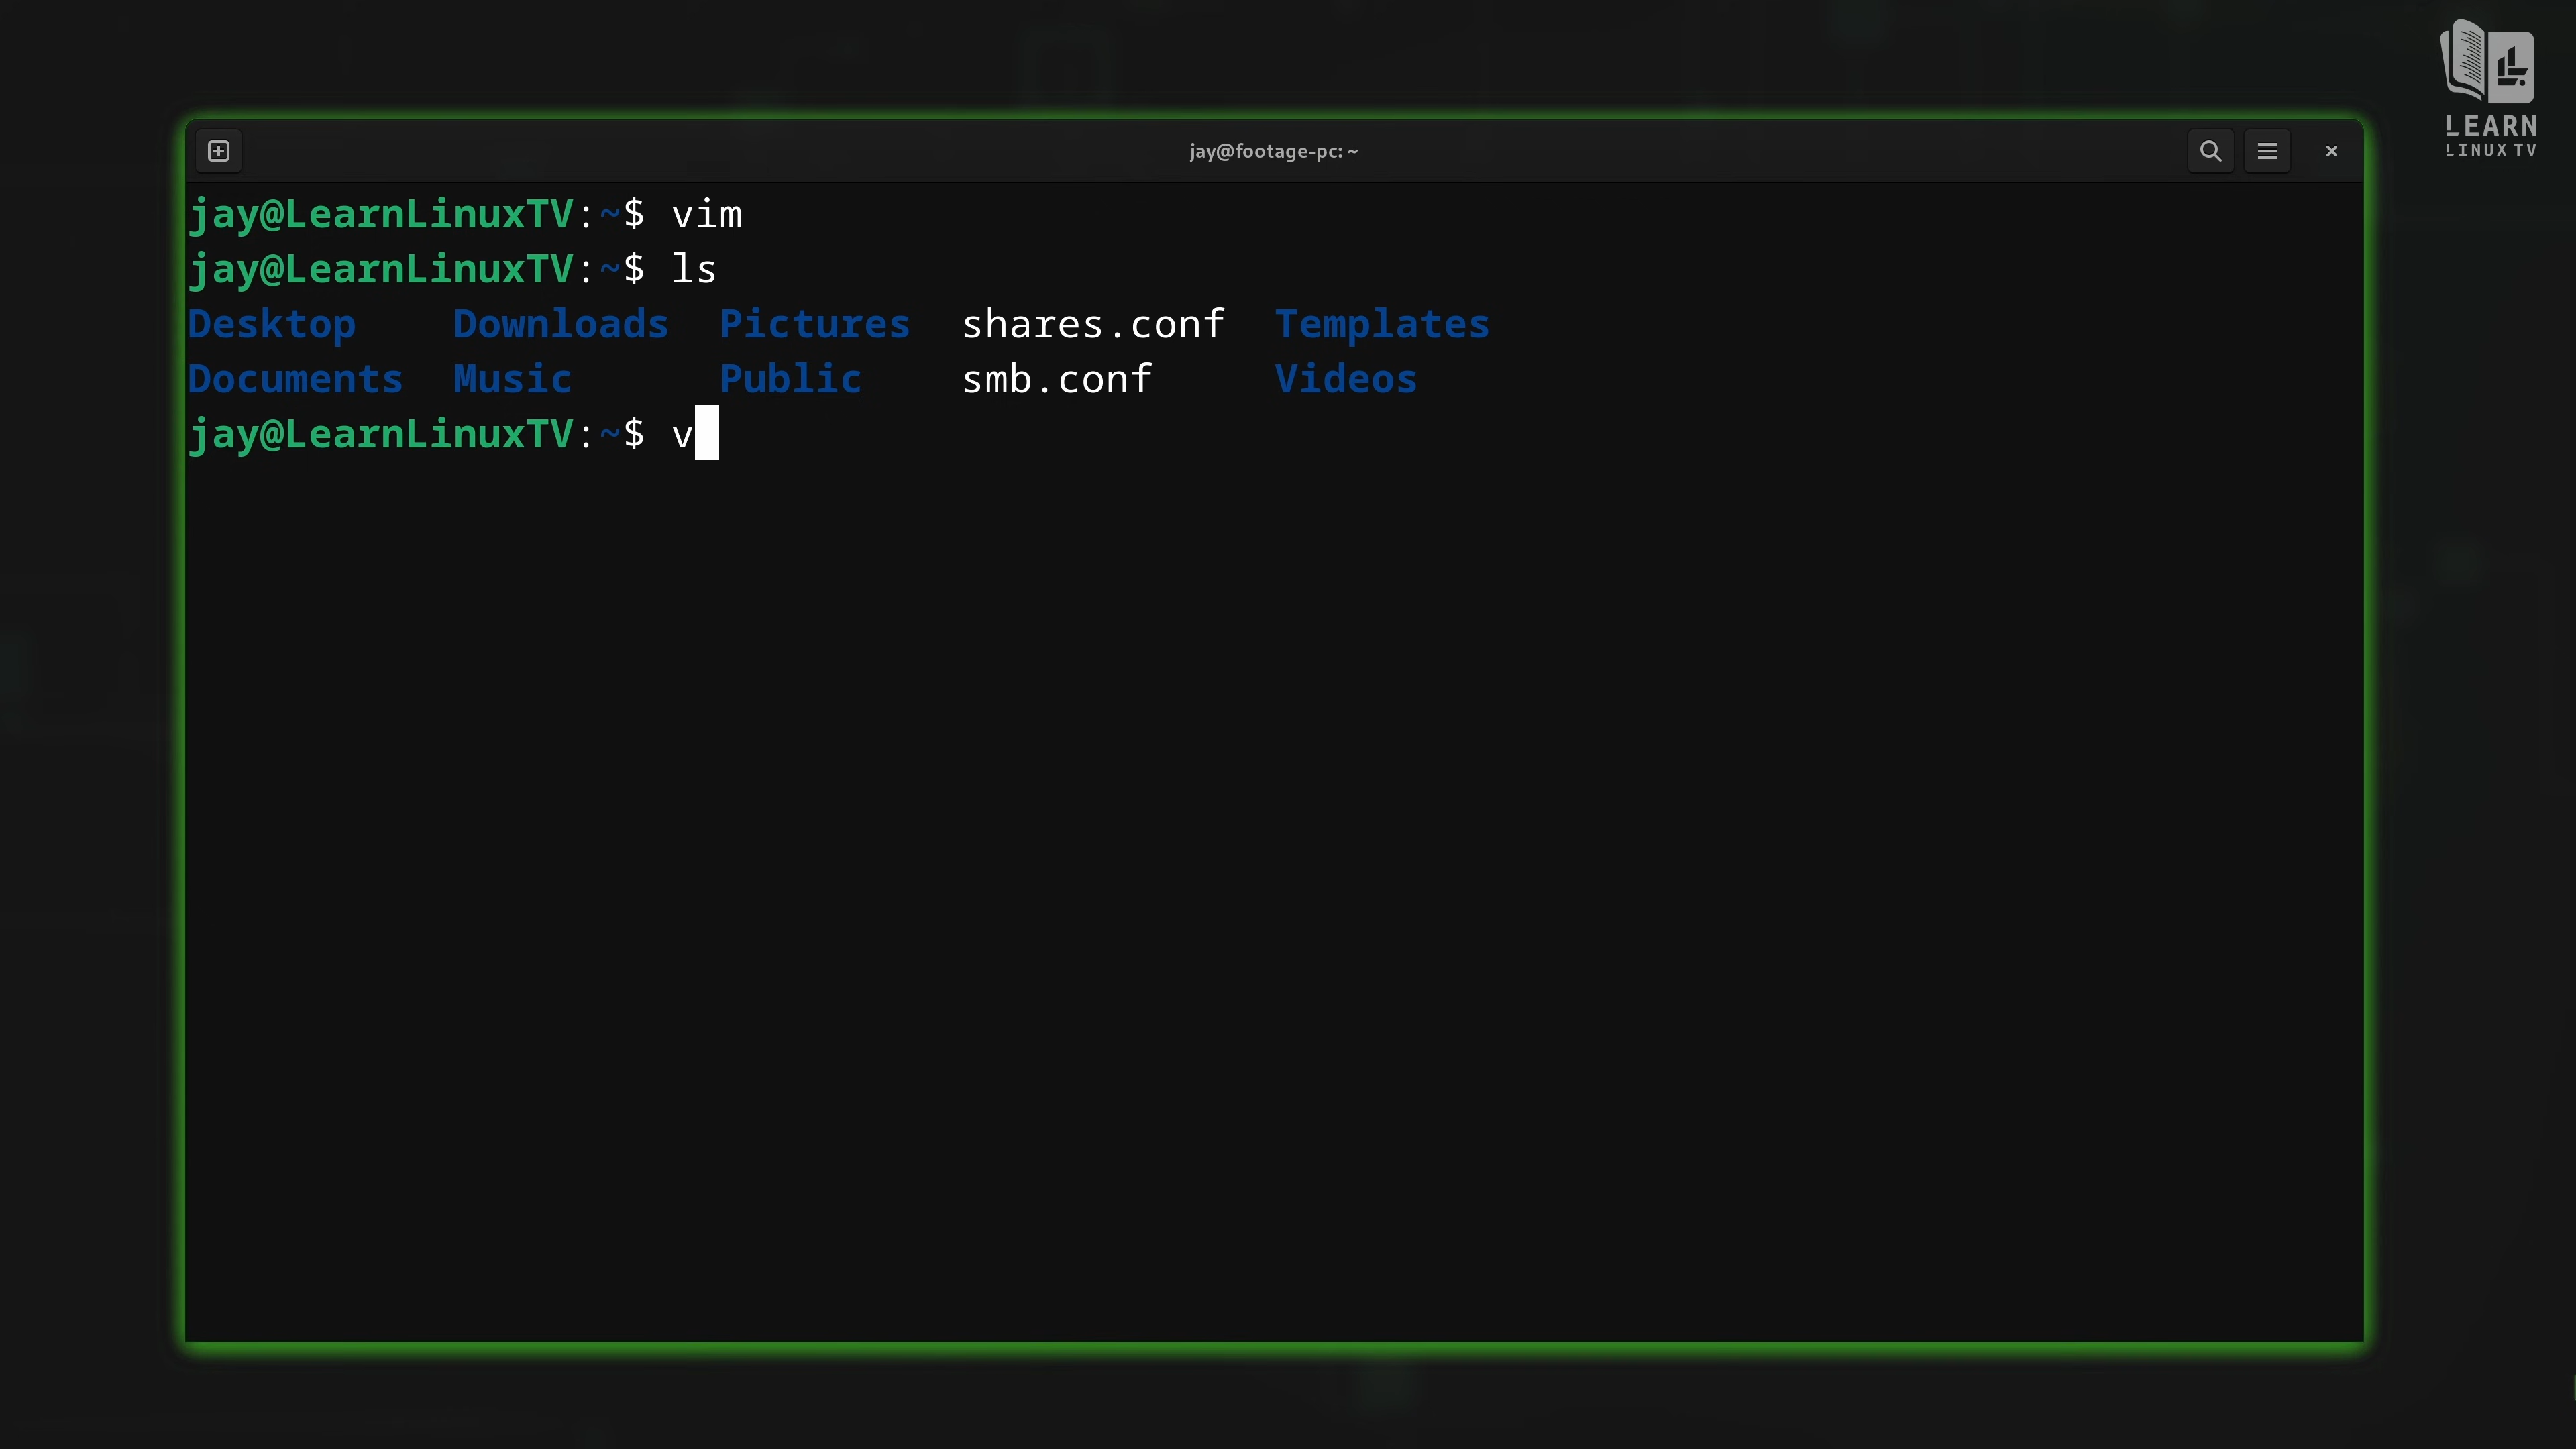 LEARN
LINUX TV
jay@footage-pc: ~
jay@LearnLinuxTV:~$ vim
jay@LearnLinuxTV:~$ ls
Desktop Downloads Pictures shares.conf Templates
Documents Music Public smb.conf Videos
jay@LearnLinuxTV:~$ v